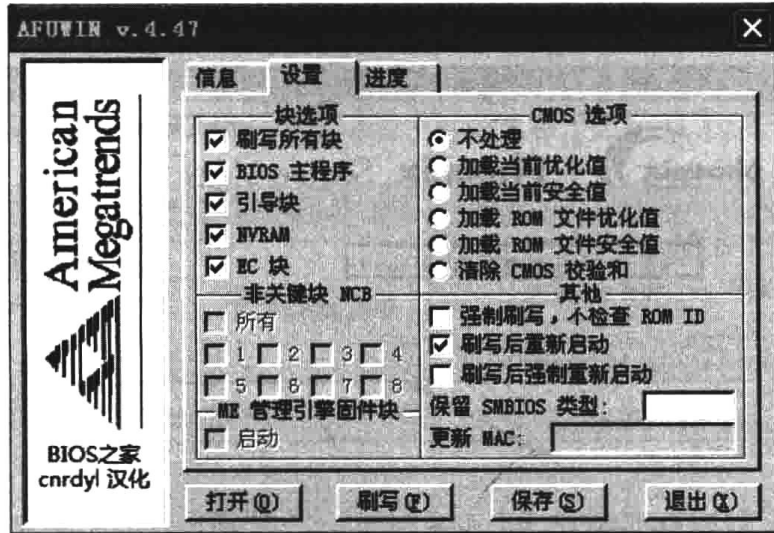 AFUWIN v.4.47
American
Megatrends
BIOS之家
cnrdyl 汉化
信息 设置 进度
块选项
刷写所有块
BIOS 主程序
引导块
NVRAM
EC 块
非关健块 NCB
所有
1 2 3 4
5 6 7 8
ME 管理引擎固件块
启动
CMOS 选项
不处理
加载当前优化值
加载当前安全值
加载 ROM 文件优化值
加载 ROM 文件安全值
清除 CMOS 校验和
其他
强制刷写，不检查 ROM ID
刷写后重新启动
刷写后强制重新启动
保留 SMBIOS 类型:
更新 MAC:
打开(O) 刷写(F) 保存(S) 退出(X)